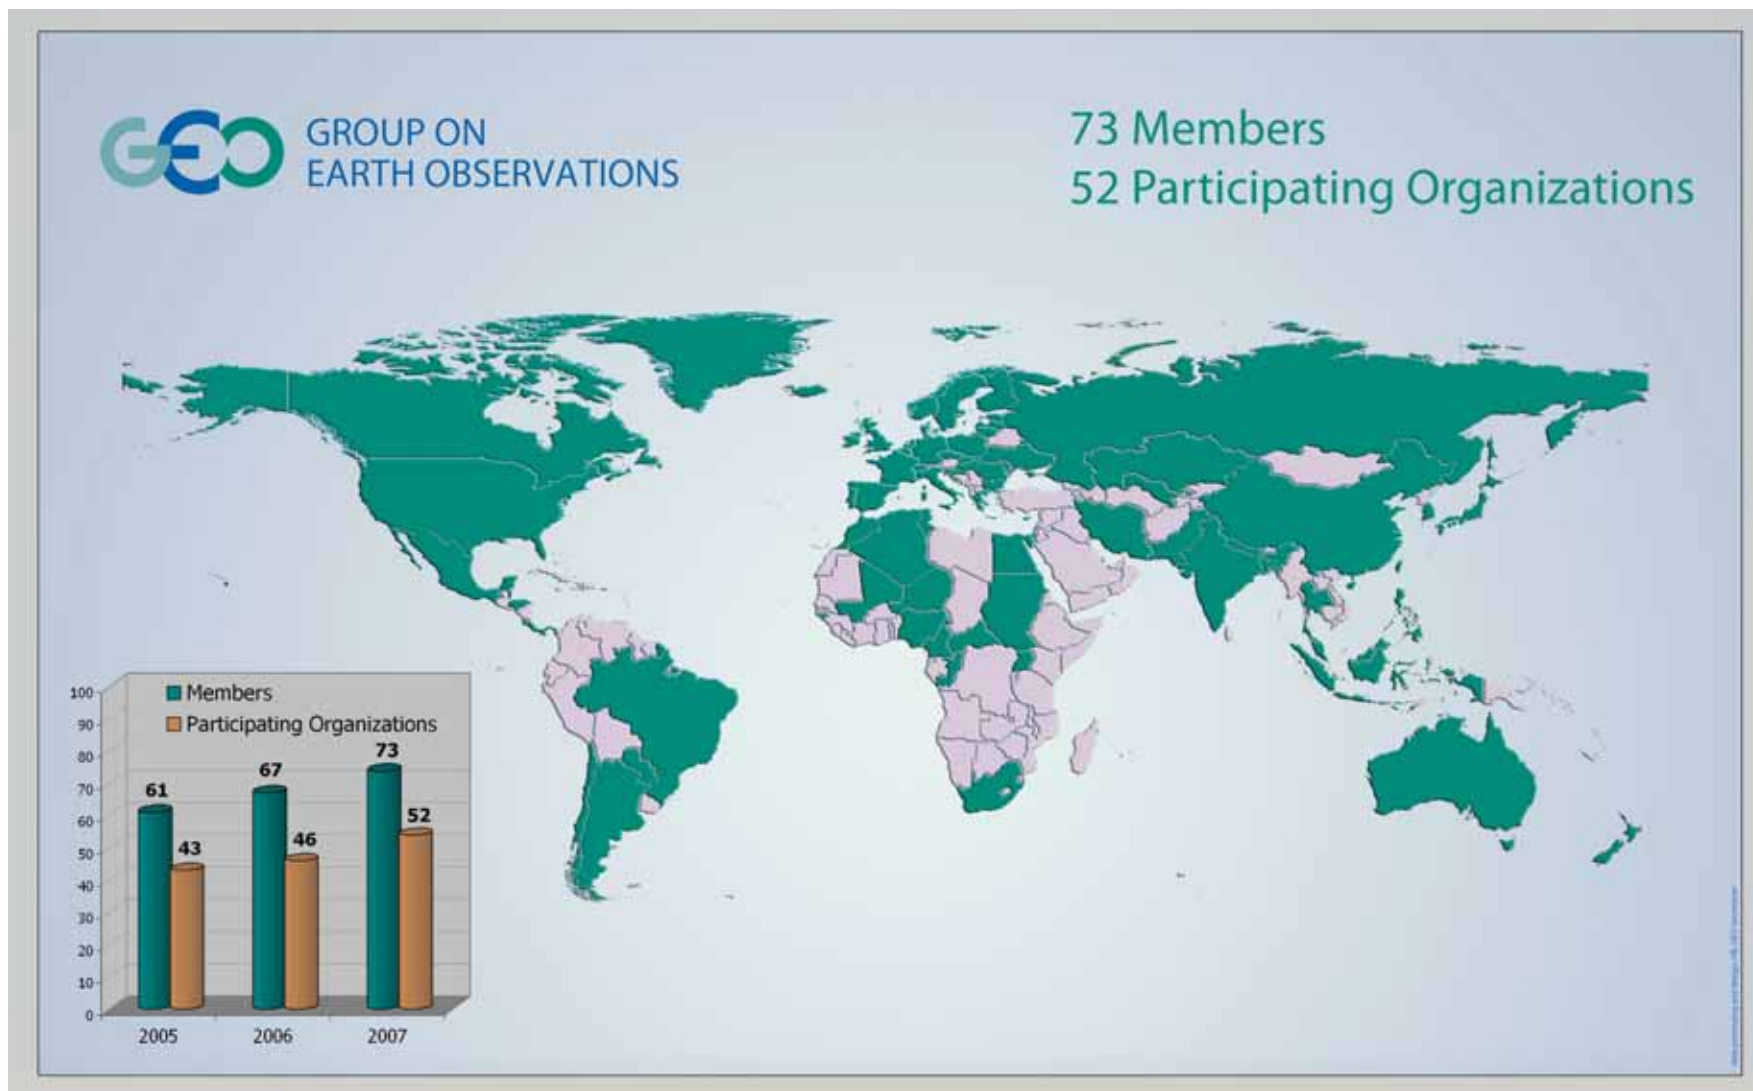 GEO
GROUP ON
EARTH OBSERVATIONS
73 Members
52 Participating Organizations
Members
Participating Organizations
100
90
80
70
60
50
40
30
20
10
0
61
43
67
46
73
52
2005
2006
2007